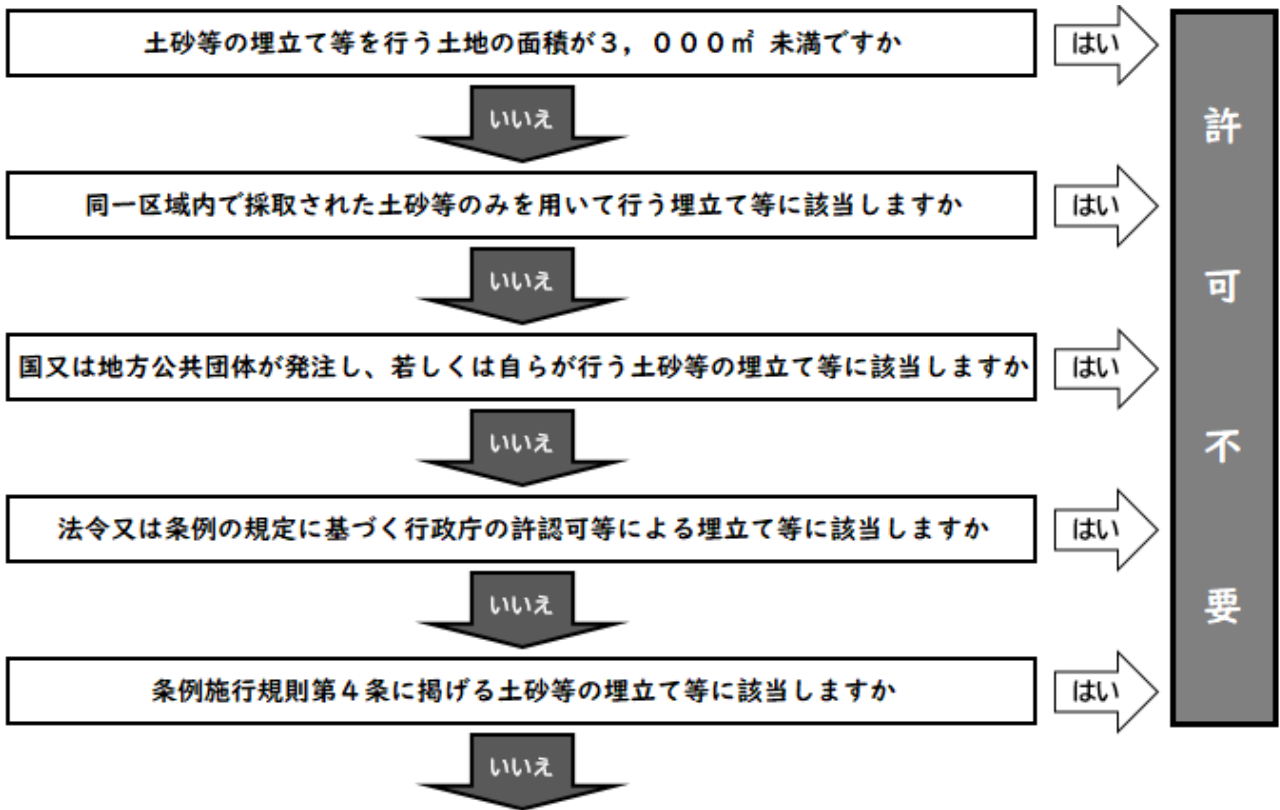 土砂等の埋立て等を行う土地の面積が３，０００㎡ 未満ですか
はい
いいえ
同一区域内で採取された土砂等のみを用いて行う埋立て等に該当しますか
はい
いいえ
国又は地方公共団体が発注し、若しくは自らが行う土砂等の埋立て等に該当しますか
はい
いいえ
法令又は条例の規定に基づく行政庁の許認可等による埋立て等に該当しますか
はい
いいえ
条例施行規則第４条に掲げる土砂等の埋立て等に該当しますか
はい
いいえ
許可不要